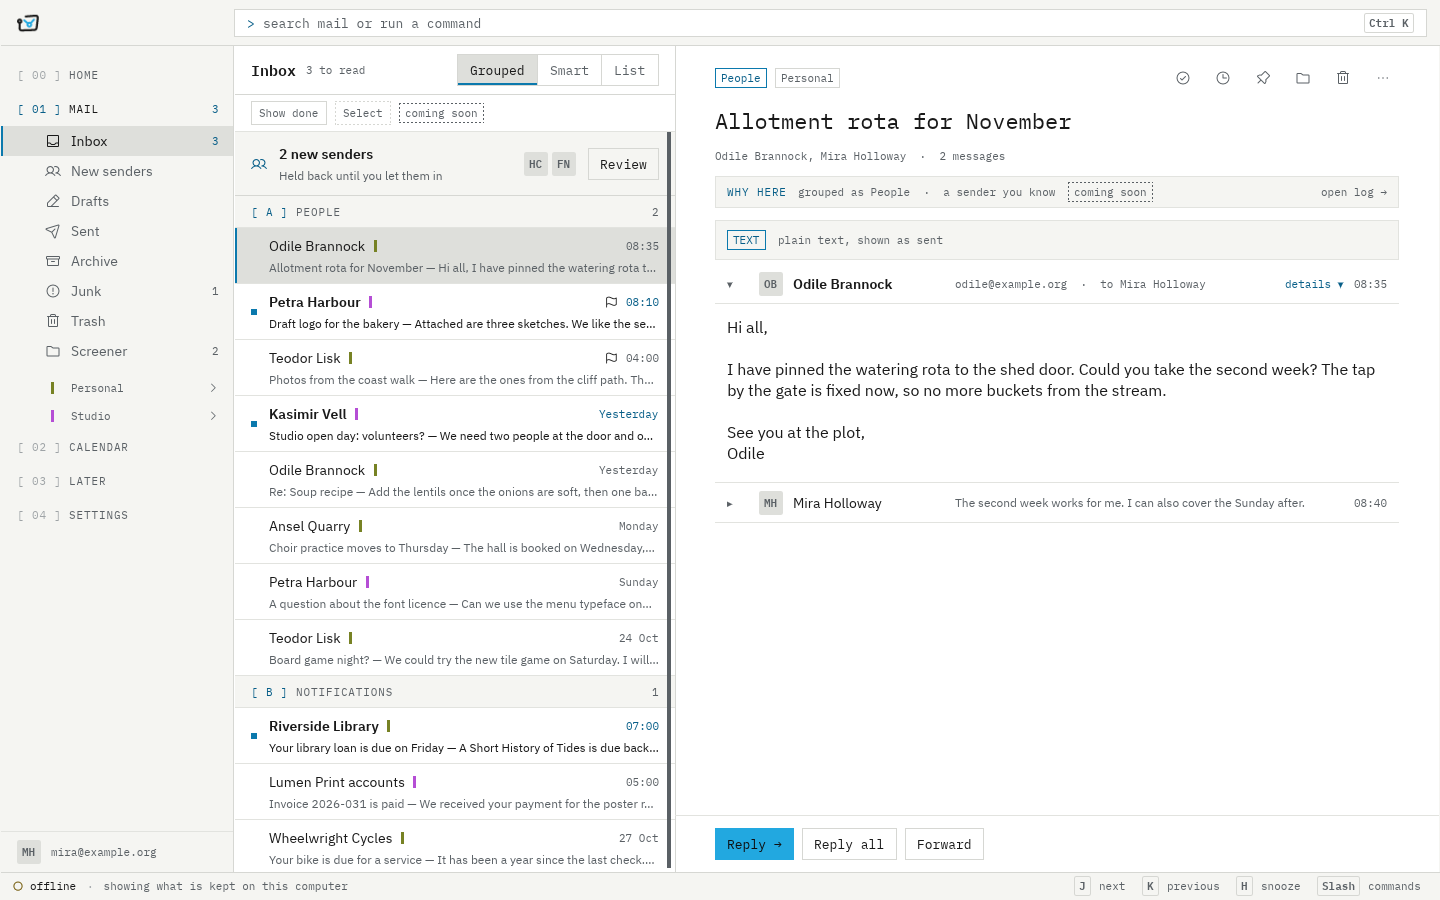 > search mail or run a command
Ctrl K
[ 00 ] HOME
[ 01 ] MAIL 3
Inbox 3
New senders
Drafts
Sent
Archive
Junk 1
Trash
Screener 2
Personal
Studio
[ 02 ] CALENDAR
[ 03 ] LATER
[ 04 ] SETTINGS
MH mira@example.org
Inbox 3 to read
Grouped Smart List
Show done Select coming soon
2 new senders
Held back until you let them in
HC FN Review
[ A ] PEOPLE 2
Odile Brannock 08:35
Allotment rota for November — Hi all, I have pinned the watering rota t…
Petra Harbour 08:10
Draft logo for the bakery — Attached are three sketches. We like the se…
Teodor Lisk 04:00
Photos from the coast walk — Here are the ones from the cliff path. Th…
Kasimir Vell Yesterday
Studio open day: volunteers? — We need two people at the door and o…
Odile Brannock Yesterday
Re: Soup recipe — Add the lentils once the onions are soft, then one ba…
Ansel Quarry Monday
Choir practice moves to Thursday — The hall is booked on Wednesday,…
Petra Harbour Sunday
A question about the font licence — Can we use the menu typeface on…
Teodor Lisk 24 Oct
Board game night? — We could try the new tile game on Saturday. I will…
[ B ] NOTIFICATIONS 1
Riverside Library 07:00
Your library loan is due on Friday — A Short History of Tides is due back…
Lumen Print accounts 05:00
Invoice 2026-031 is paid — We received your payment for the poster r…
Wheelwright Cycles 27 Oct
Your bike is due for a service — It has been a year since the last check.…
People Personal
Allotment rota for November
Odile Brannock, Mira Holloway · 2 messages
WHY HERE grouped as People · a sender you know coming soon open log →
TEXT plain text, shown as sent
▾ OB Odile Brannock odile@example.org · to Mira Holloway details ▾ 08:35
Hi all,
I have pinned the watering rota to the shed door. Could you take the second week? The tap
by the gate is fixed now, so no more buckets from the stream.
See you at the plot,
Odile
▸ MH Mira Holloway The second week works for me. I can also cover the Sunday after. 08:40
Reply → Reply all Forward
offline · showing what is kept on this computer
J next K previous H snooze Slash commands